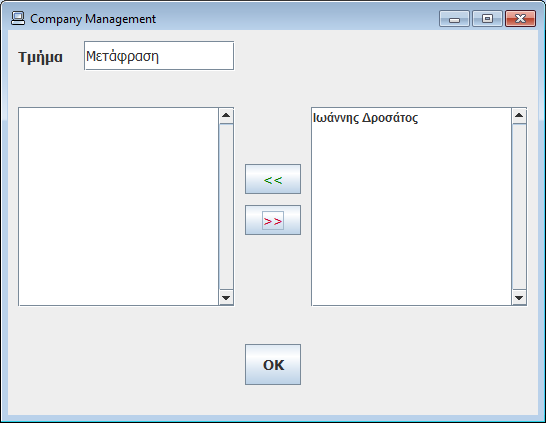 Company Management
Τμήμα Μετάφραση
Ιωάννης Δροσάτος
<<
>>
OK